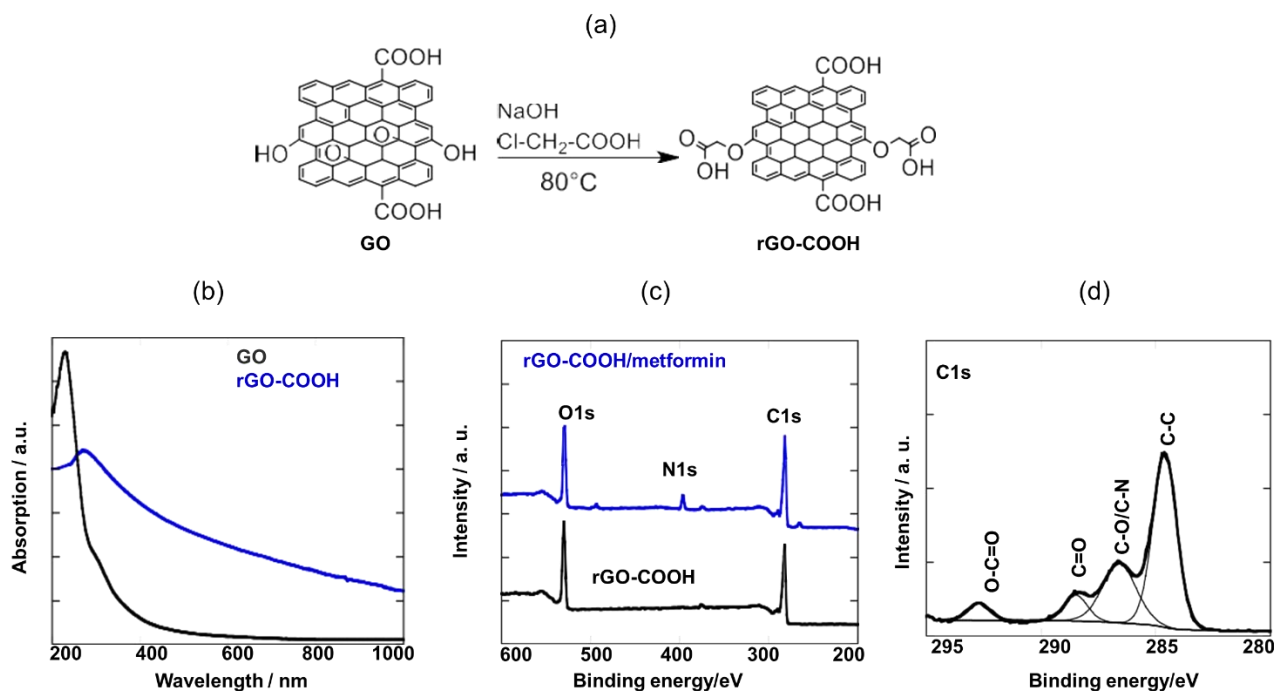 (a)
COOH
HO
O
O
OH
COOH
GO
NaOH
Cl-CH2-COOH
80°C
COOH
O
O
OH
O
O
OH
COOH
rGO-COOH
(b)
GO
rGO-COOH
Absorption / a.u.
200 400 600 800 1000
Wavelength / nm
(c)
rGO-COOH/metformin
O1s
N1s
C1s
rGO-COOH
Intensity / a. u.
600 500 400 300 200
Binding energy/eV
(d)
C1s
O-C=O
C=O
C-O/C-N
C-C
Intensity / a. u.
295 290 285 280
Binding energy/eV